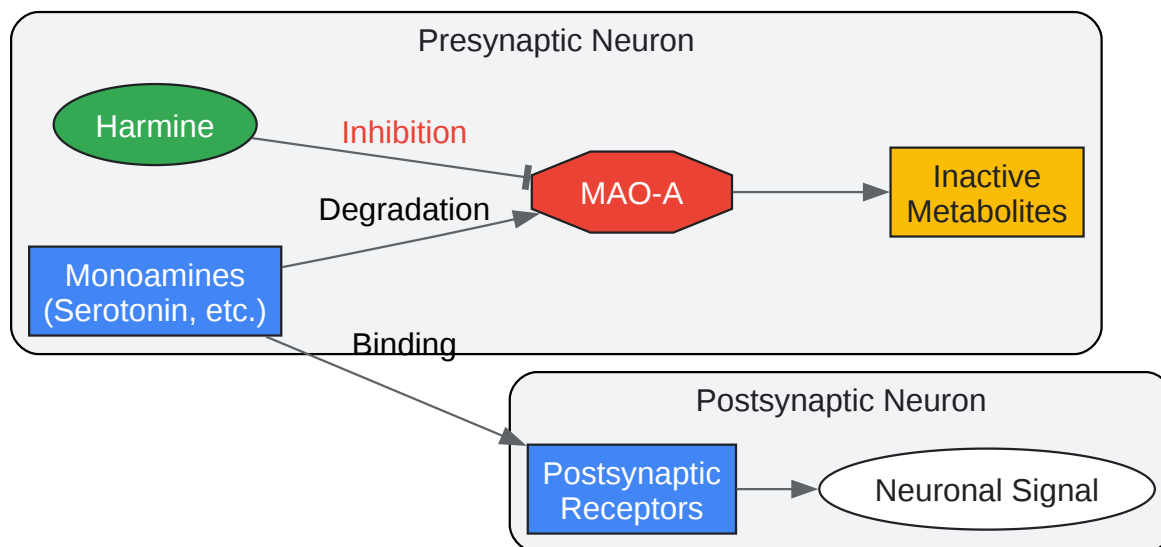 Presynaptic Neuron
Harmine
Inhibition
MAO-A
Inactive
Metabolites
Degradation
Monoamines
(Serotonin, etc.)
Binding
Postsynaptic Neuron
Postsynaptic
Receptors
Neuronal Signal